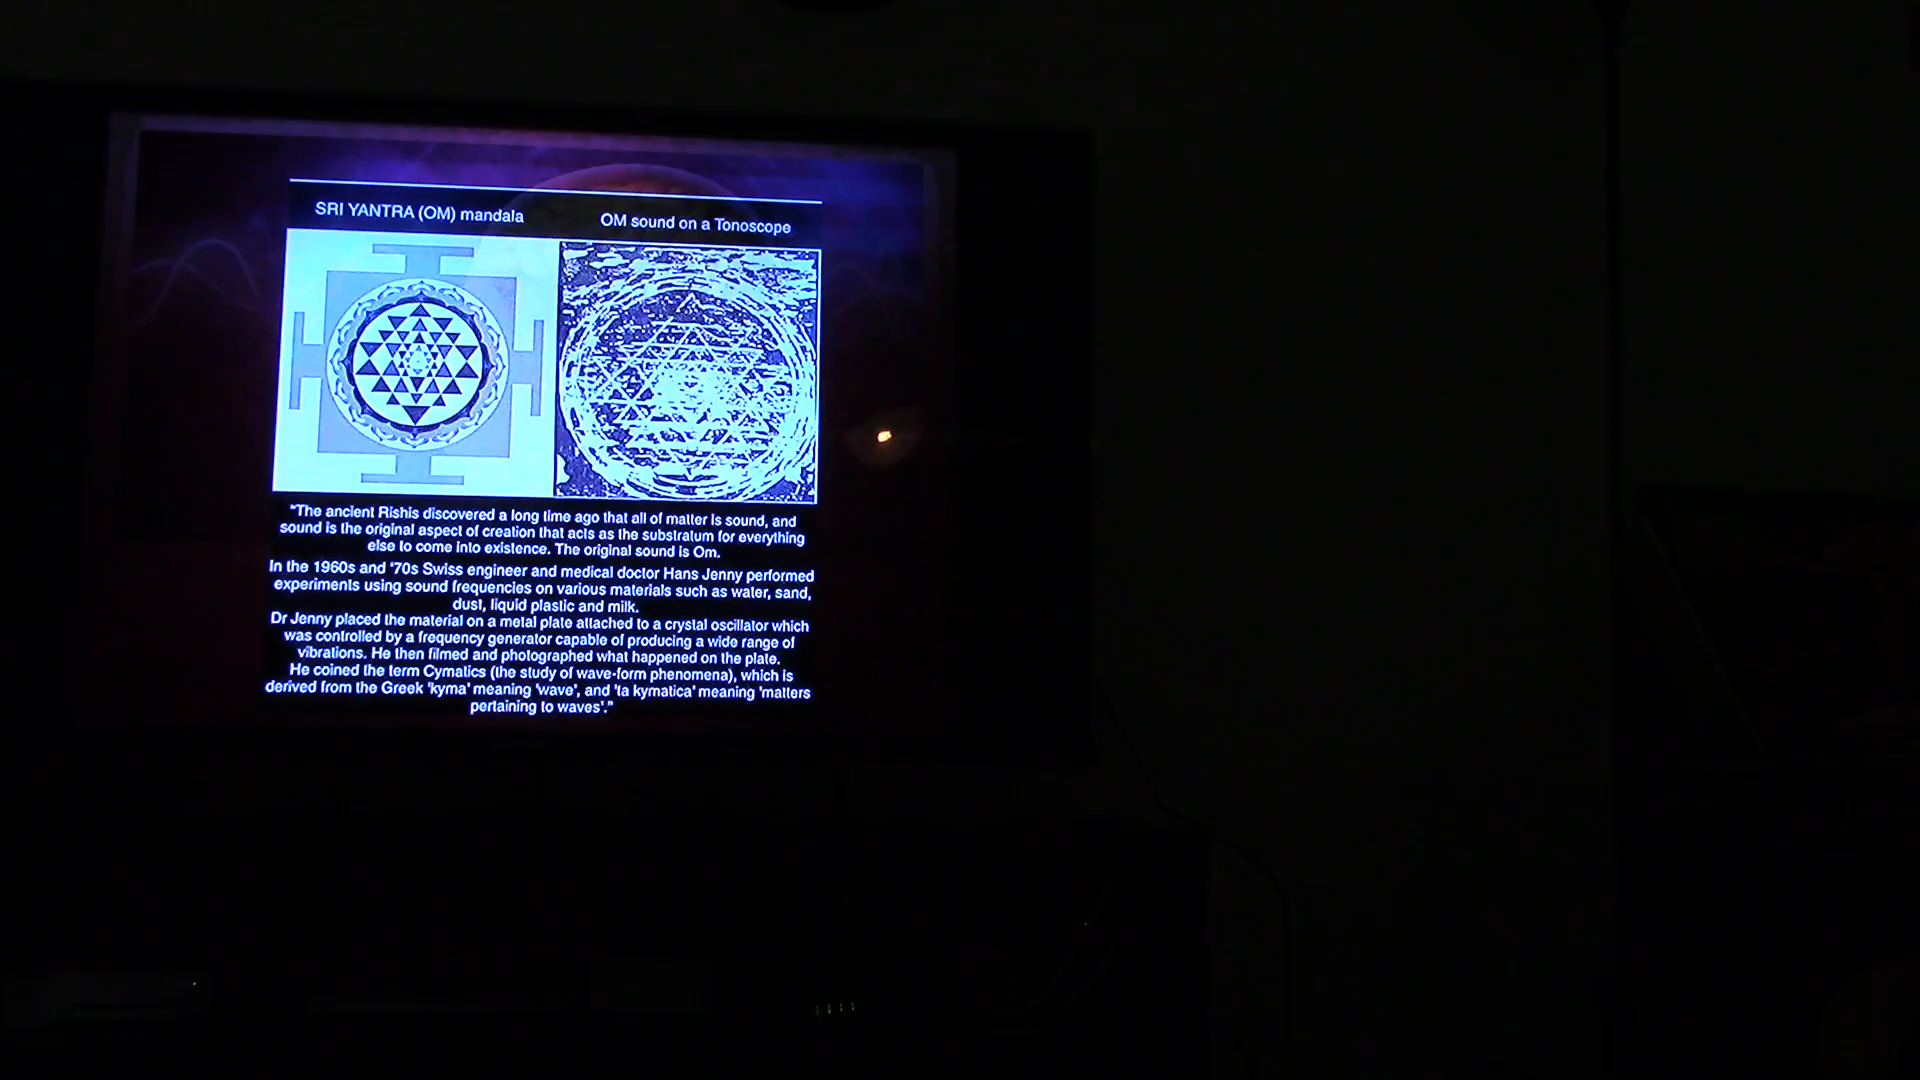 SRI YANTRA (OM) mandala
OM sound on a Tonoscope
"The ancient Rishis discovered a long time ago that all of matter is sound, and
sound is the original aspect of creation that acts as the substratum for everything
else to come into existence. The original sound is Om.
In the 1960s and '70s Swiss engineer and medical doctor Hans Jenny performed
experiments using sound frequencies on various materials such as water, sand,
dust, liquid plastic and milk.
Dr Jenny placed the material on a metal plate attached to a crystal oscillator which
was controlled by a frequency generator capable of producing a wide range of
vibrations. He then filmed and photographed what happened on the plate.
He coined the term Cymatics (the study of wave-form phenomena), which is
derived from the Greek 'kyma' meaning 'wave', and 'ta kymatica' meaning 'matters
pertaining to waves'."